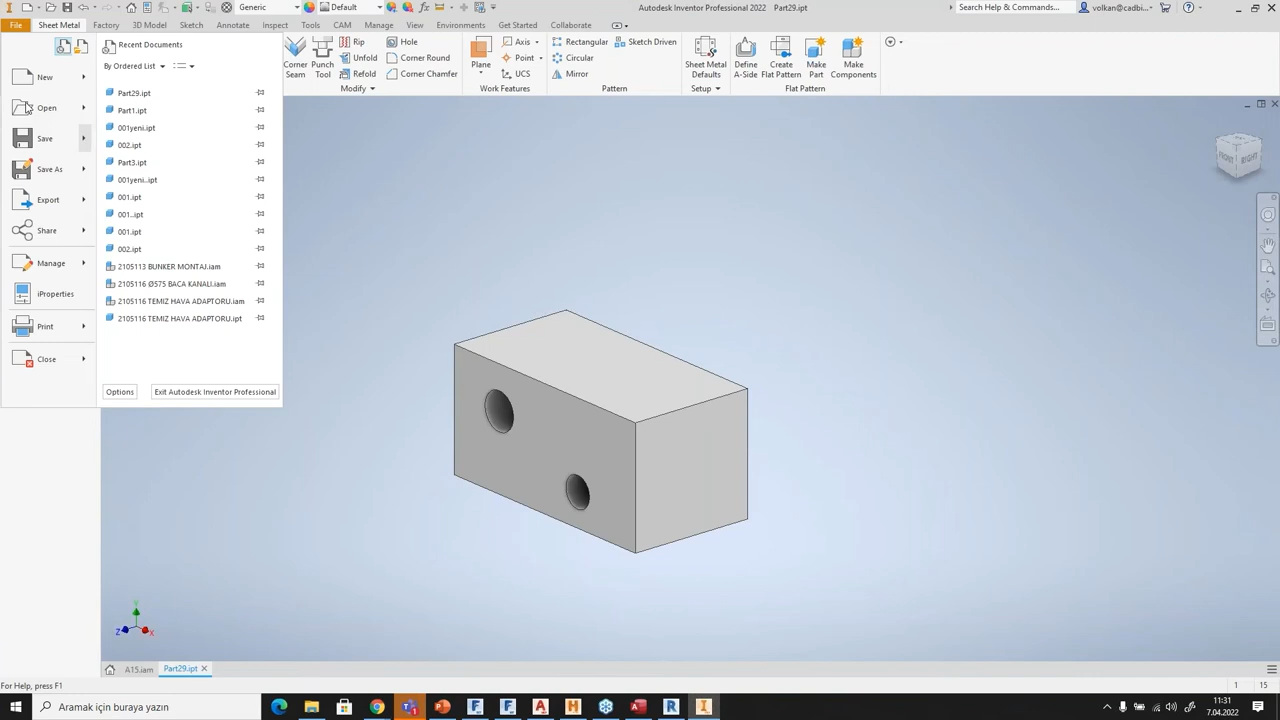 Generic
Default
Autodesk Inventor Professional 2022 Part29.ipt
Search Help & Commands...
volkan@cadbi...
File Sheet Metal Factory 3D Model Sketch Annotate Inspect Tools CAM Manage View Environments Get Started Collaborate
Recent Documents
By Ordered List
New
Open
Save
Save As
Export
Share
Manage
iProperties
Print
Close
Part29.ipt
Part1.ipt
001yeni.ipt
002.ipt
Part3.ipt
001yeni..ipt
001.ipt
001..ipt
001.ipt
002.ipt
2105113 BUNKER MONTAJ.iam
2105116 Ø575 BACA KANALI.iam
2105116 TEMIZ HAVA ADAPTORU.iam
2105116 TEMIZ HAVA ADAPTORU.ipt
Options
Exit Autodesk Inventor Professional
Corner Seam
Punch Tool
Rip
Unfold
Refold
Hole
Corner Round
Corner Chamfer
Modify
Plane
Axis
Point
UCS
Work Features
Rectangular
Circular
Mirror
Sketch Driven
Pattern
Sheet Metal Defaults
Setup
Define A-Side
Create Flat Pattern
Make Part
Make Components
Flat Pattern
FRONT RIGHT
Y
Z
X
A15.iam Part29.ipt
For Help, press F1
1 15
Aramak için buraya yazın
11:31
7.04.2022